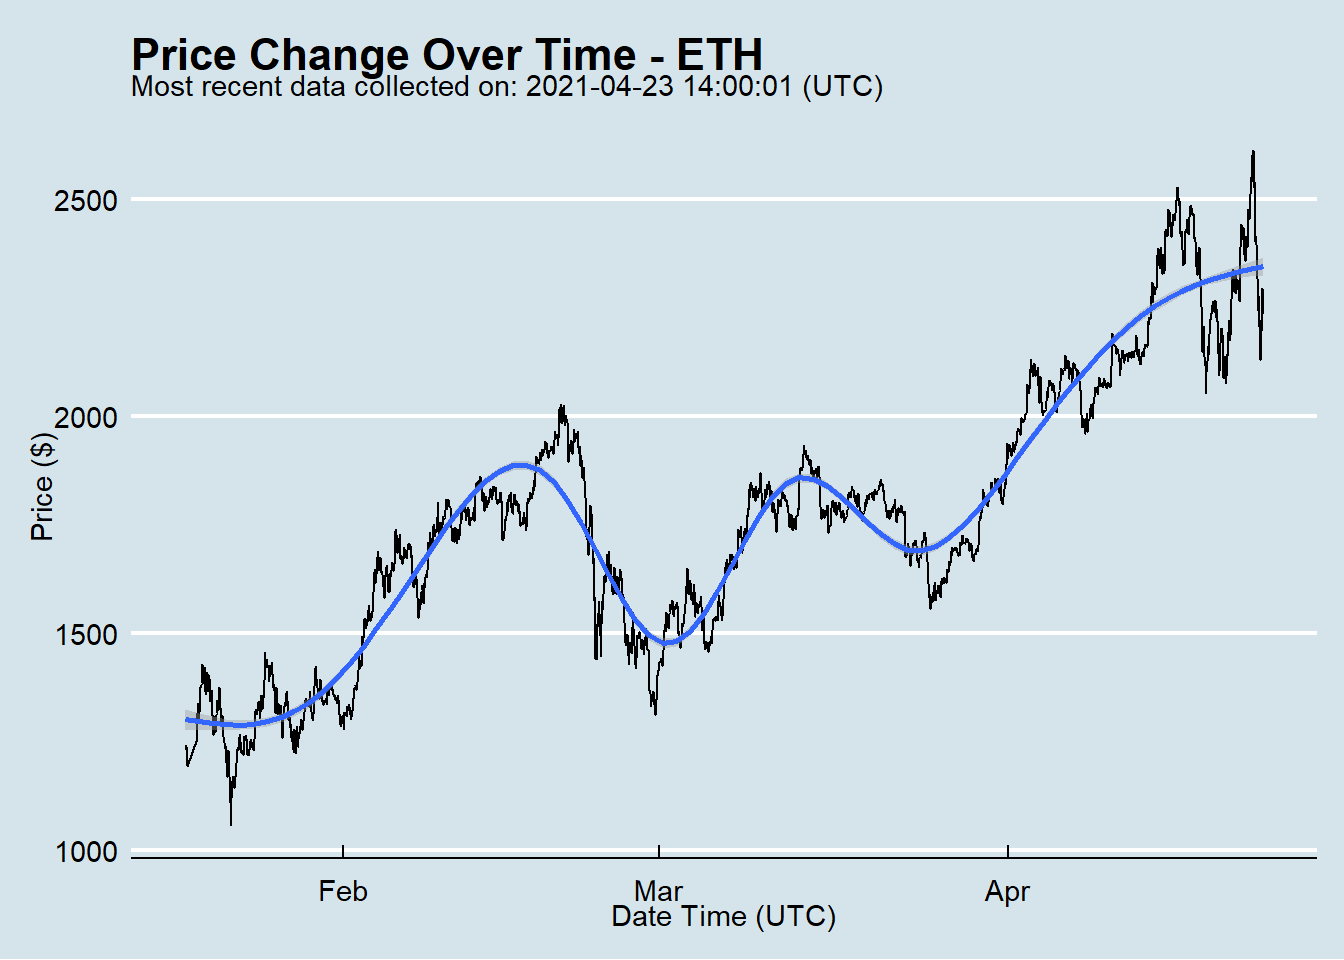 Price Change Over Time - ETH
Most recent data collected on: 2021-04-23 14:00:01 (UTC)
Price ($)
2500
2000
1500
1000
Feb
Mar
Apr
Date Time (UTC)